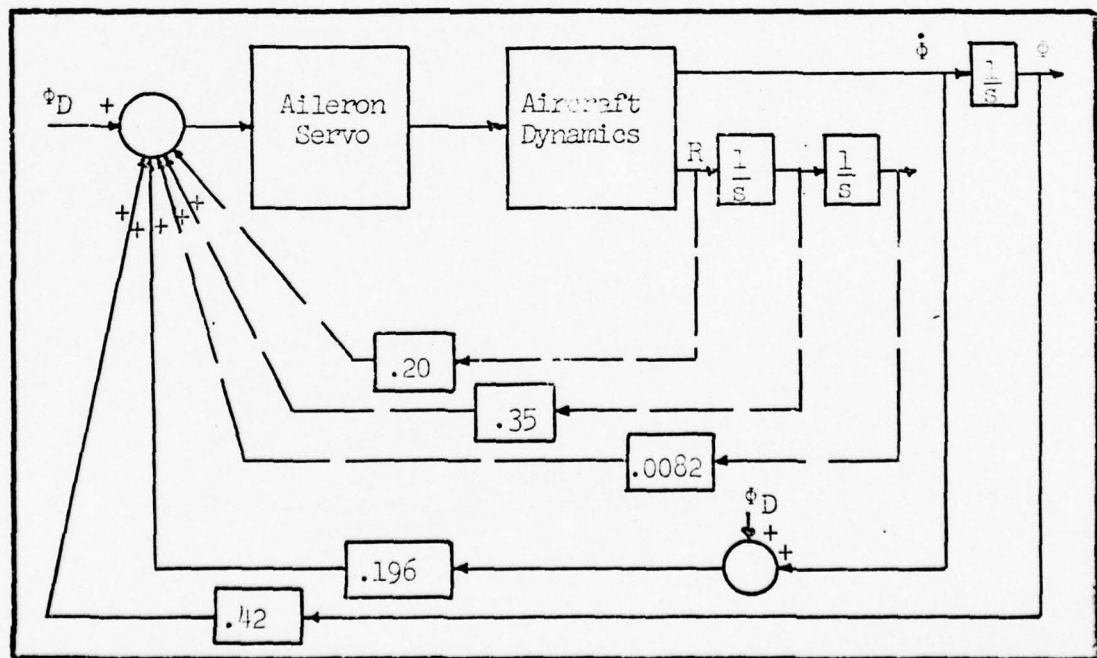 Φ̇
1
s
Φ
ΦD
+
Aileron
Servo
Aircraft
Dynamics
R
1
s
1
s
+
+
+
+
+
.20
.35
.0082
ΦD
+
+
.196
.42